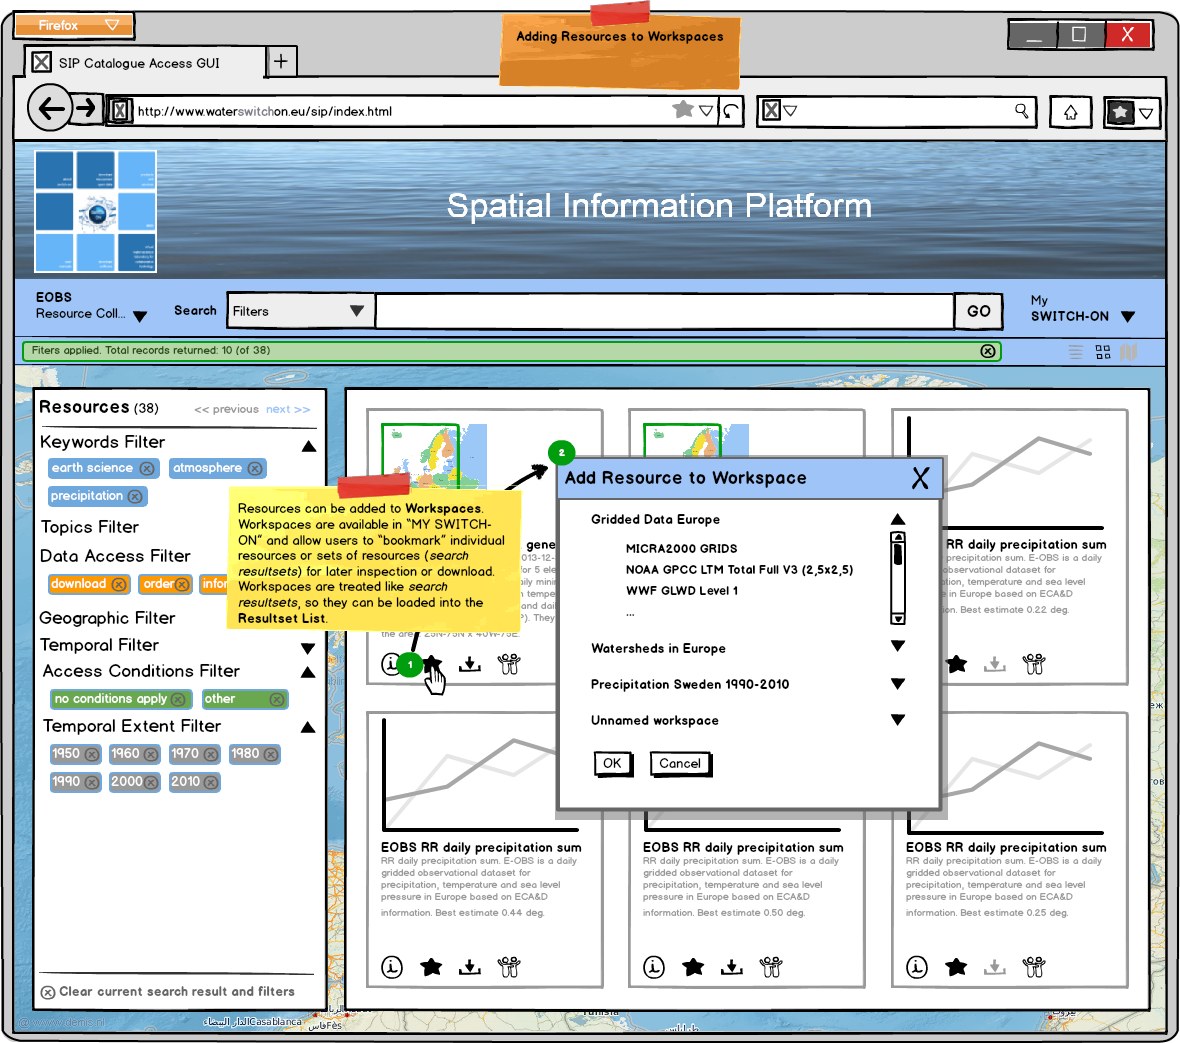 Firefox
Adding Resources to Workspaces
SIP Catalogue Access GUI
http://www.waterswitchon.eu/sip/index.html
Spatial Information Platform
EOBS
Resource Coll...
Search
Filters
GO
My
SWITCH-ON
Fiters applied. Total records returned: 10 (of 38)
Resources (38)
<< previous next >>
Keywords Filter
earth science
atmosphere
precipitation
Topics Filter
Data Access Filter
download
order
Geographic Filter
Temporal Filter
Access Conditions Filter
no conditions apply
other
Temporal Extent Filter
1950
1960
1970
1980
1990
2000
2010
Clear current search result and filters
Resources can be added to Workspaces.
Workspaces are available in "MY SWITCH-
ON" and allow users to "bookmark" individual
resources or sets of resources (search
resultsets) for later inspection or download.
Workspaces are treated like search
resultsets, so they can be loaded into the
Resultset List.
the area: 25N-75N x 40W-75E.
1
2
Add Resource to Workspace
X
Gridded Data Europe
MICRA2000 GRIDS
NOAA GPCC LTM Total Full V3 (2,5x2,5)
WWF GLWD Level 1
...
Watersheds in Europe
Precipitation Sweden 1990-2010
Unnamed workspace
OK
Cancel
RR daily precipitation sum
RR daily precipitation sum. E-OBS is a daily
observational dataset for
temperature and sea level
in Europe based on ECA&D
Best estimate 0.22 deg.
EOBS RR daily precipitation sum
RR daily precipitation sum. E-OBS is a daily
gridded observational dataset for
precipitation, temperature and sea level
pressure in Europe based on ECA&D
information. Best estimate 0.44 deg.
EOBS RR daily precipitation sum
RR daily precipitation sum. E-OBS is a daily
gridded observational dataset for
precipitation, temperature and sea level
pressure in Europe based on ECA&D
information. Best estimate 0.50 deg.
EOBS RR daily precipitation sum
RR daily precipitation sum. E-OBS is a daily
gridded observational dataset for
precipitation, temperature and sea level
pressure in Europe based on ECA&D
information. Best estimate 0.25 deg.
الدار البيضاء Casablanca
فاس Fès
Tunisia
طرابلس
بيروت